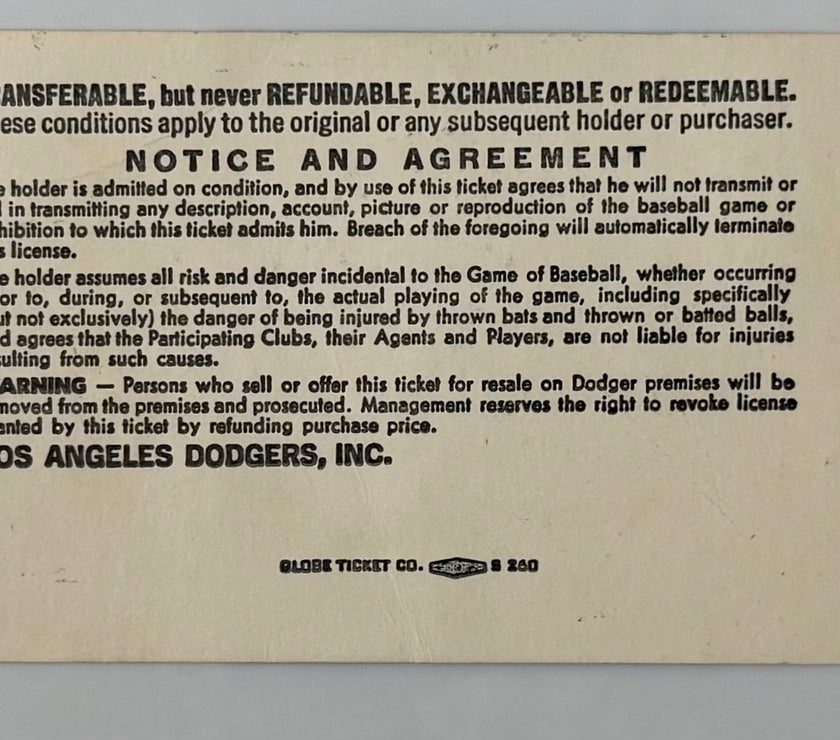 ANSFERABLE, but never REFUNDABLE, EXCHANGEABLE or REDEEMABLE.
ese conditions apply to the original or any subsequent holder or purchaser.
NOTICE AND AGREEMENT
e holder is admitted on condition, and by use of this ticket agrees that he will not transmit or
l in transmitting any description, account, picture or reproduction of the baseball game or
hibition to which this ticket admits him. Breach of the foregoing will automatically terminate
s license.
e holder assumes all risk and danger incidental to the Game of Baseball, whether occurring
or to, during, or subsequent to, the actual playing of the game, including specifically
ut not exclusively) the danger of being injured by thrown bats and thrown or batted balls,
d agrees that the Participating Clubs, their Agents and Players, are not liable for injuries
sulting from such causes.
ARNING — Persons who sell or offer this ticket for resale on Dodger premises will be
moved from the premises and prosecuted. Management reserves the right to revoke license
anted by this ticket by refunding purchase price.
OS ANGELES DODGERS, INC.
GLOBE TICKET CO. S 240